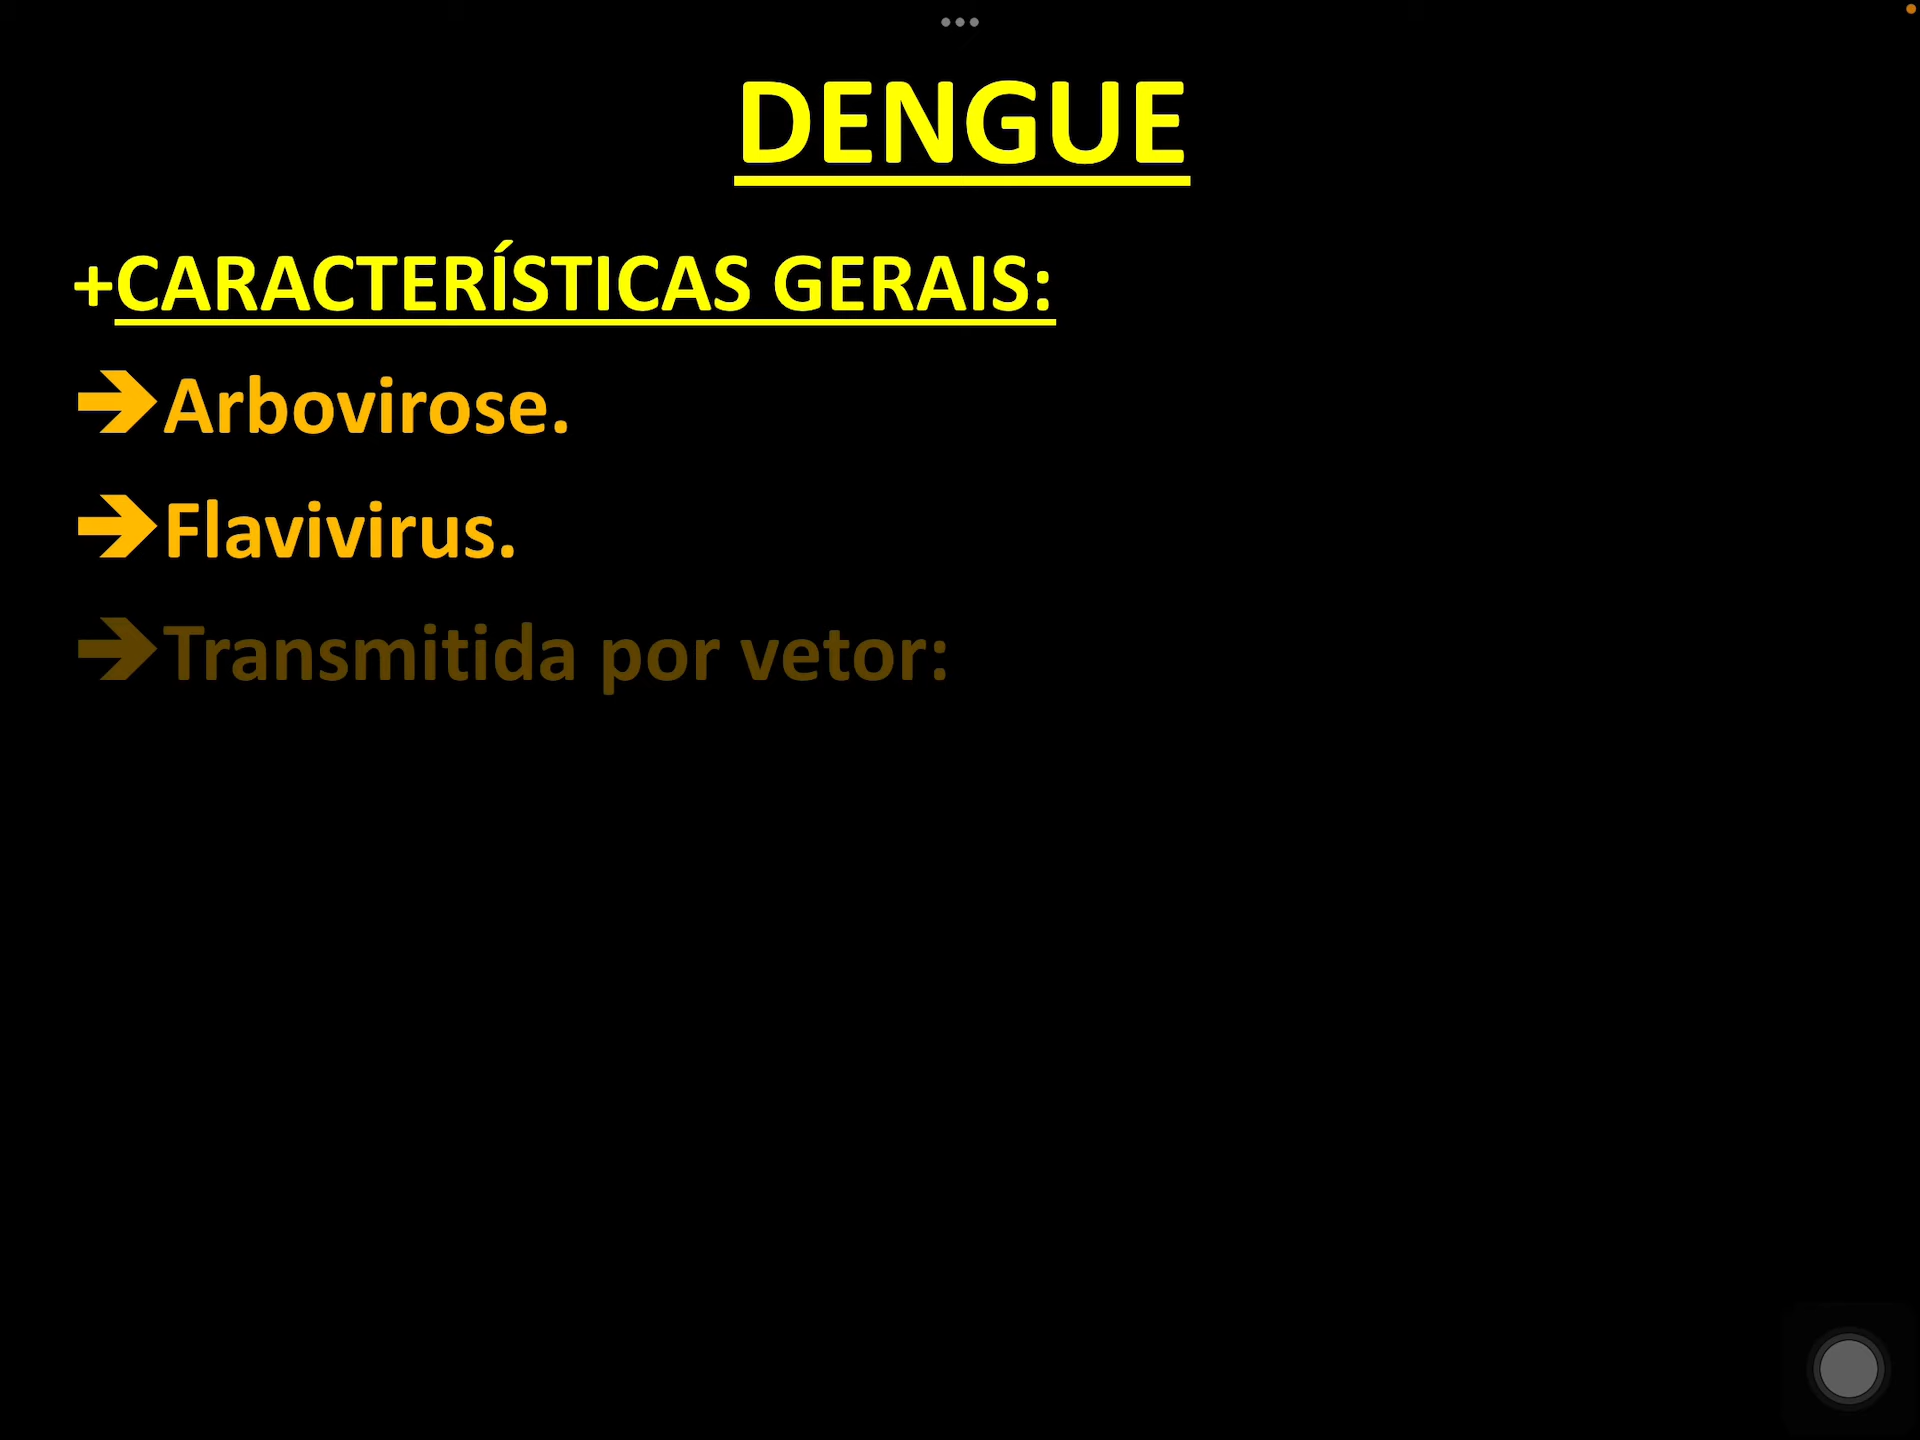 DENGUE
+CARACTERÍSTICAS GERAIS:
➔Arbovirose.
➔Flavivirus.
➔Transmitida por vetor: